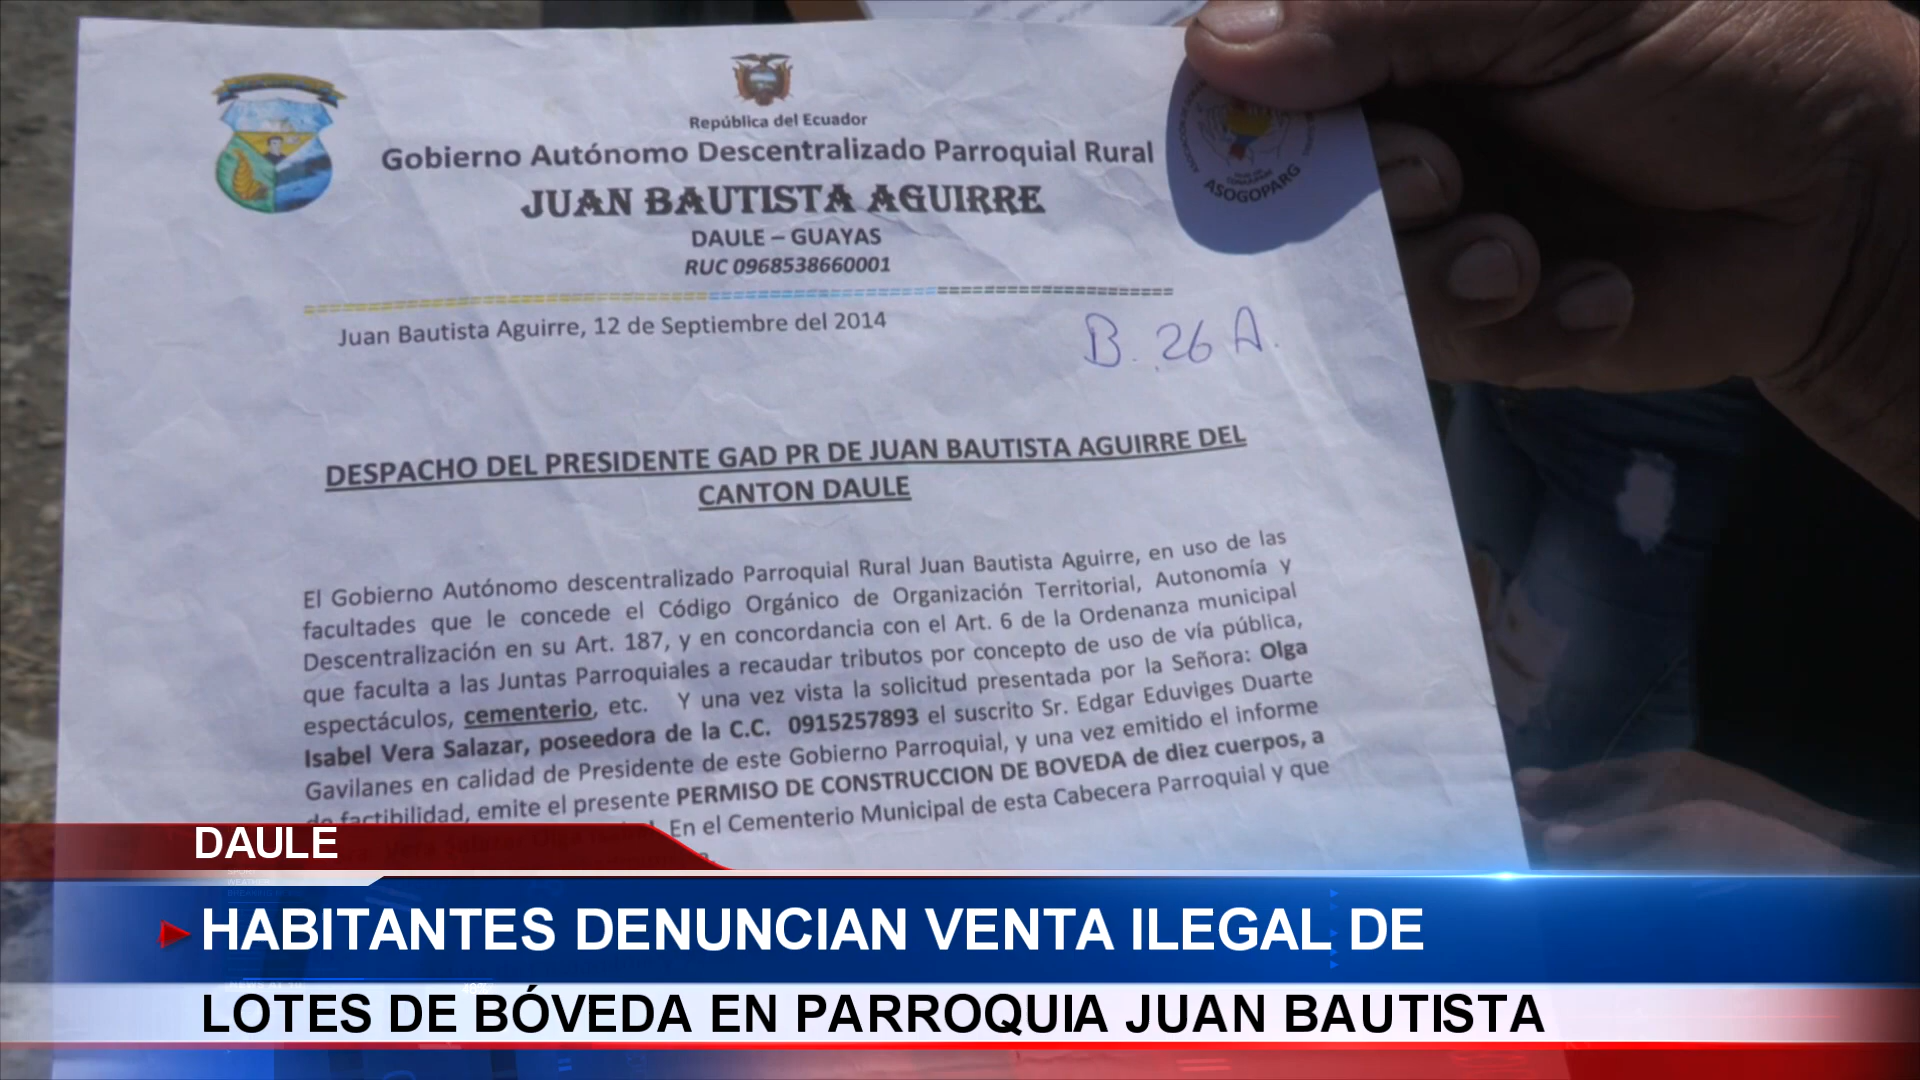 República del Ecuador
Gobierno Autónomo Descentralizado Parroquial Rural
JUAN BAUTISTA AGUIRRE
DAULE – GUAYAS
RUC 0968538660001
ASOGOPARG
Juan Bautista Aguirre, 12 de Septiembre del 2014
B. 26 A.
DESPACHO DEL PRESIDENTE GAD PR DE JUAN BAUTISTA AGUIRRE DEL
CANTON DAULE
El Gobierno Autónomo descentralizado Parroquial Rural Juan Bautista Aguirre, en uso de las
facultades que le concede el Código Orgánico de Organización Territorial, Autonomía y
Descentralización en su Art. 187, y en concordancia con el Art. 6 de la Ordenanza municipal
que faculta a las Juntas Parroquiales a recaudar tributos por concepto de uso de vía pública,
espectáculos, cementerio, etc. Y una vez vista la solicitud presentada por la Señora: Olga
Isabel Vera Salazar, poseedora de la C.C. 0915257893 el suscrito Sr. Edgar Eduviges Duarte
Gavilanes en calidad de Presidente de este Gobierno Parroquial, y una vez emitido el informe
de factibilidad, emite el presente PERMISO DE CONSTRUCCION DE BOVEDA de diez cuerpos, a
Vera Salazar Olga Isabel. En el Cementerio Municipal de esta Cabecera Parroquial y que
DAULE
HABITANTES DENUNCIAN VENTA ILEGAL DE
LOTES DE BÓVEDA EN PARROQUIA JUAN BAUTISTA